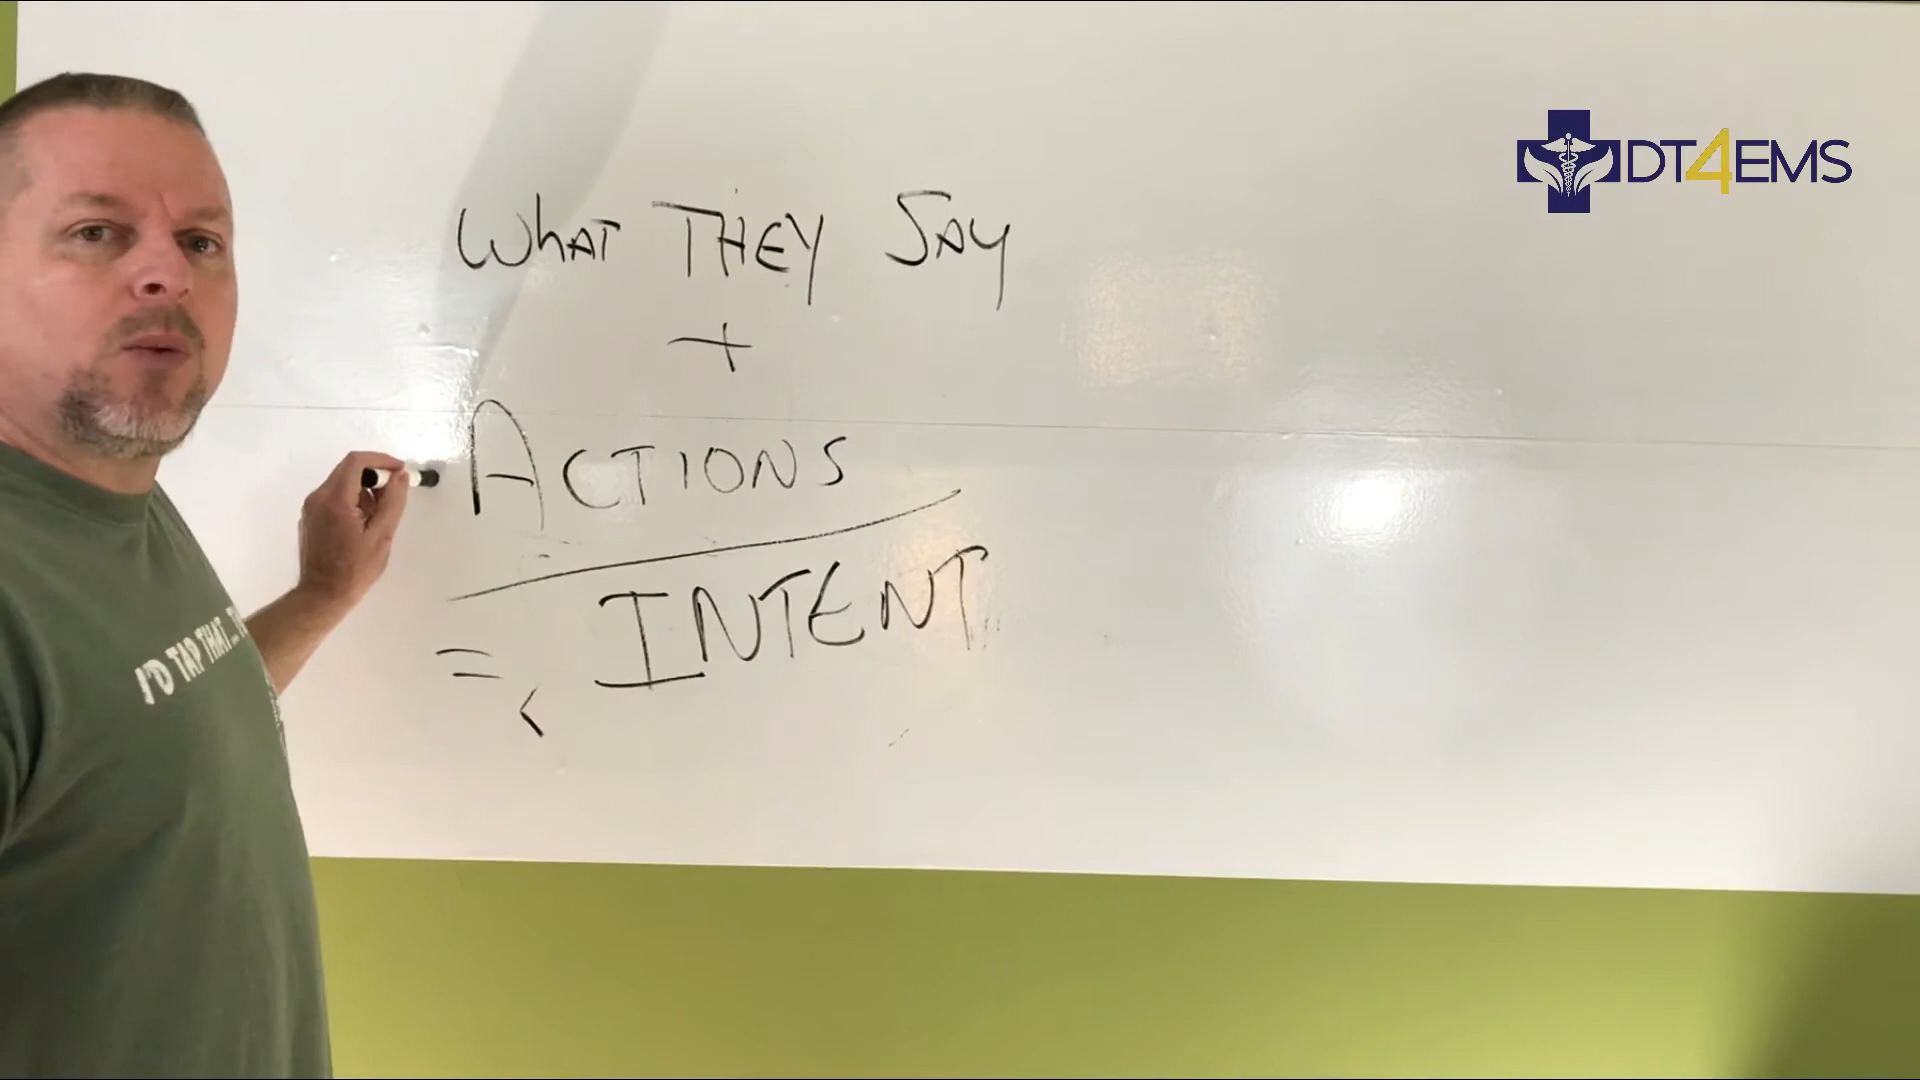 DT4EMS
WhAT THEY SAY
+
ACTIONS
= INTENT
I'D TAP THAT...